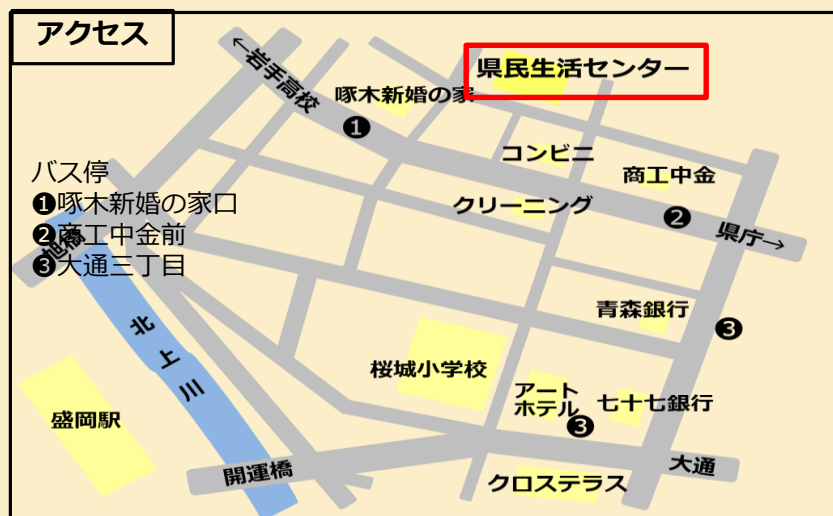 アクセス
県民生活センター
←岩手高校
啄木新婚の家
❶
コンビニ
商工中金
バス停
❶啄木新婚の家口
❷商工中金前
❸大通三丁目
クリーニング
❷
県庁→
旭橋
北上川
青森銀行
❸
桜城小学校
アート
ホテル
七十七銀行
❸
盛岡駅
開運橋
大通
クロステラス